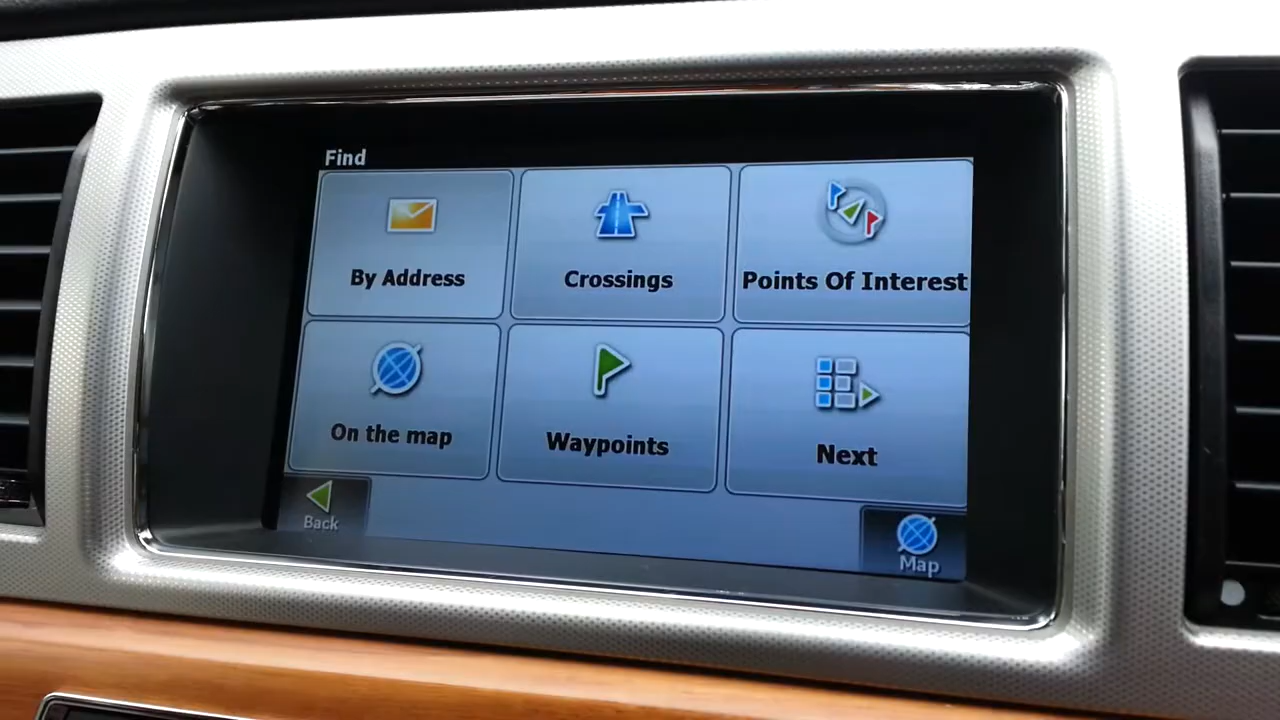 Find
By Address
Crossings
Points Of Interest
On the map
Waypoints
Next
Back
Map